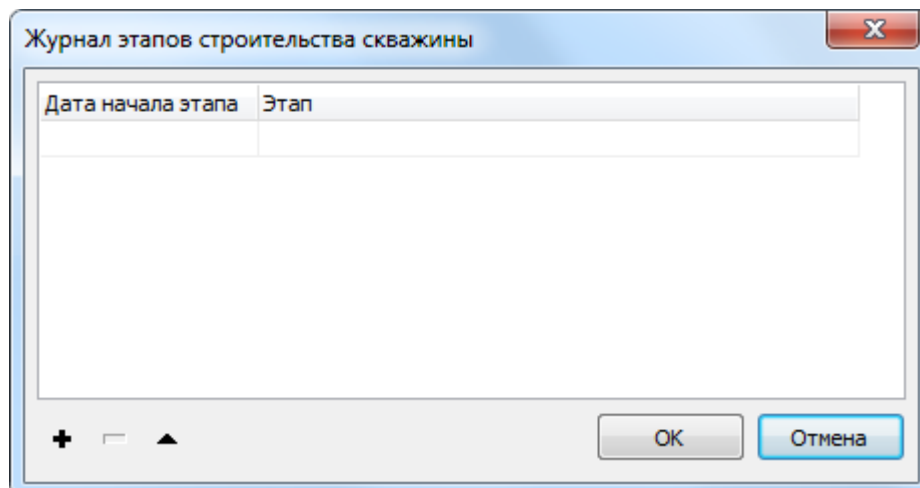 Журнал этапов строительства скважины
Дата начала этапа Этап
OK Отмена